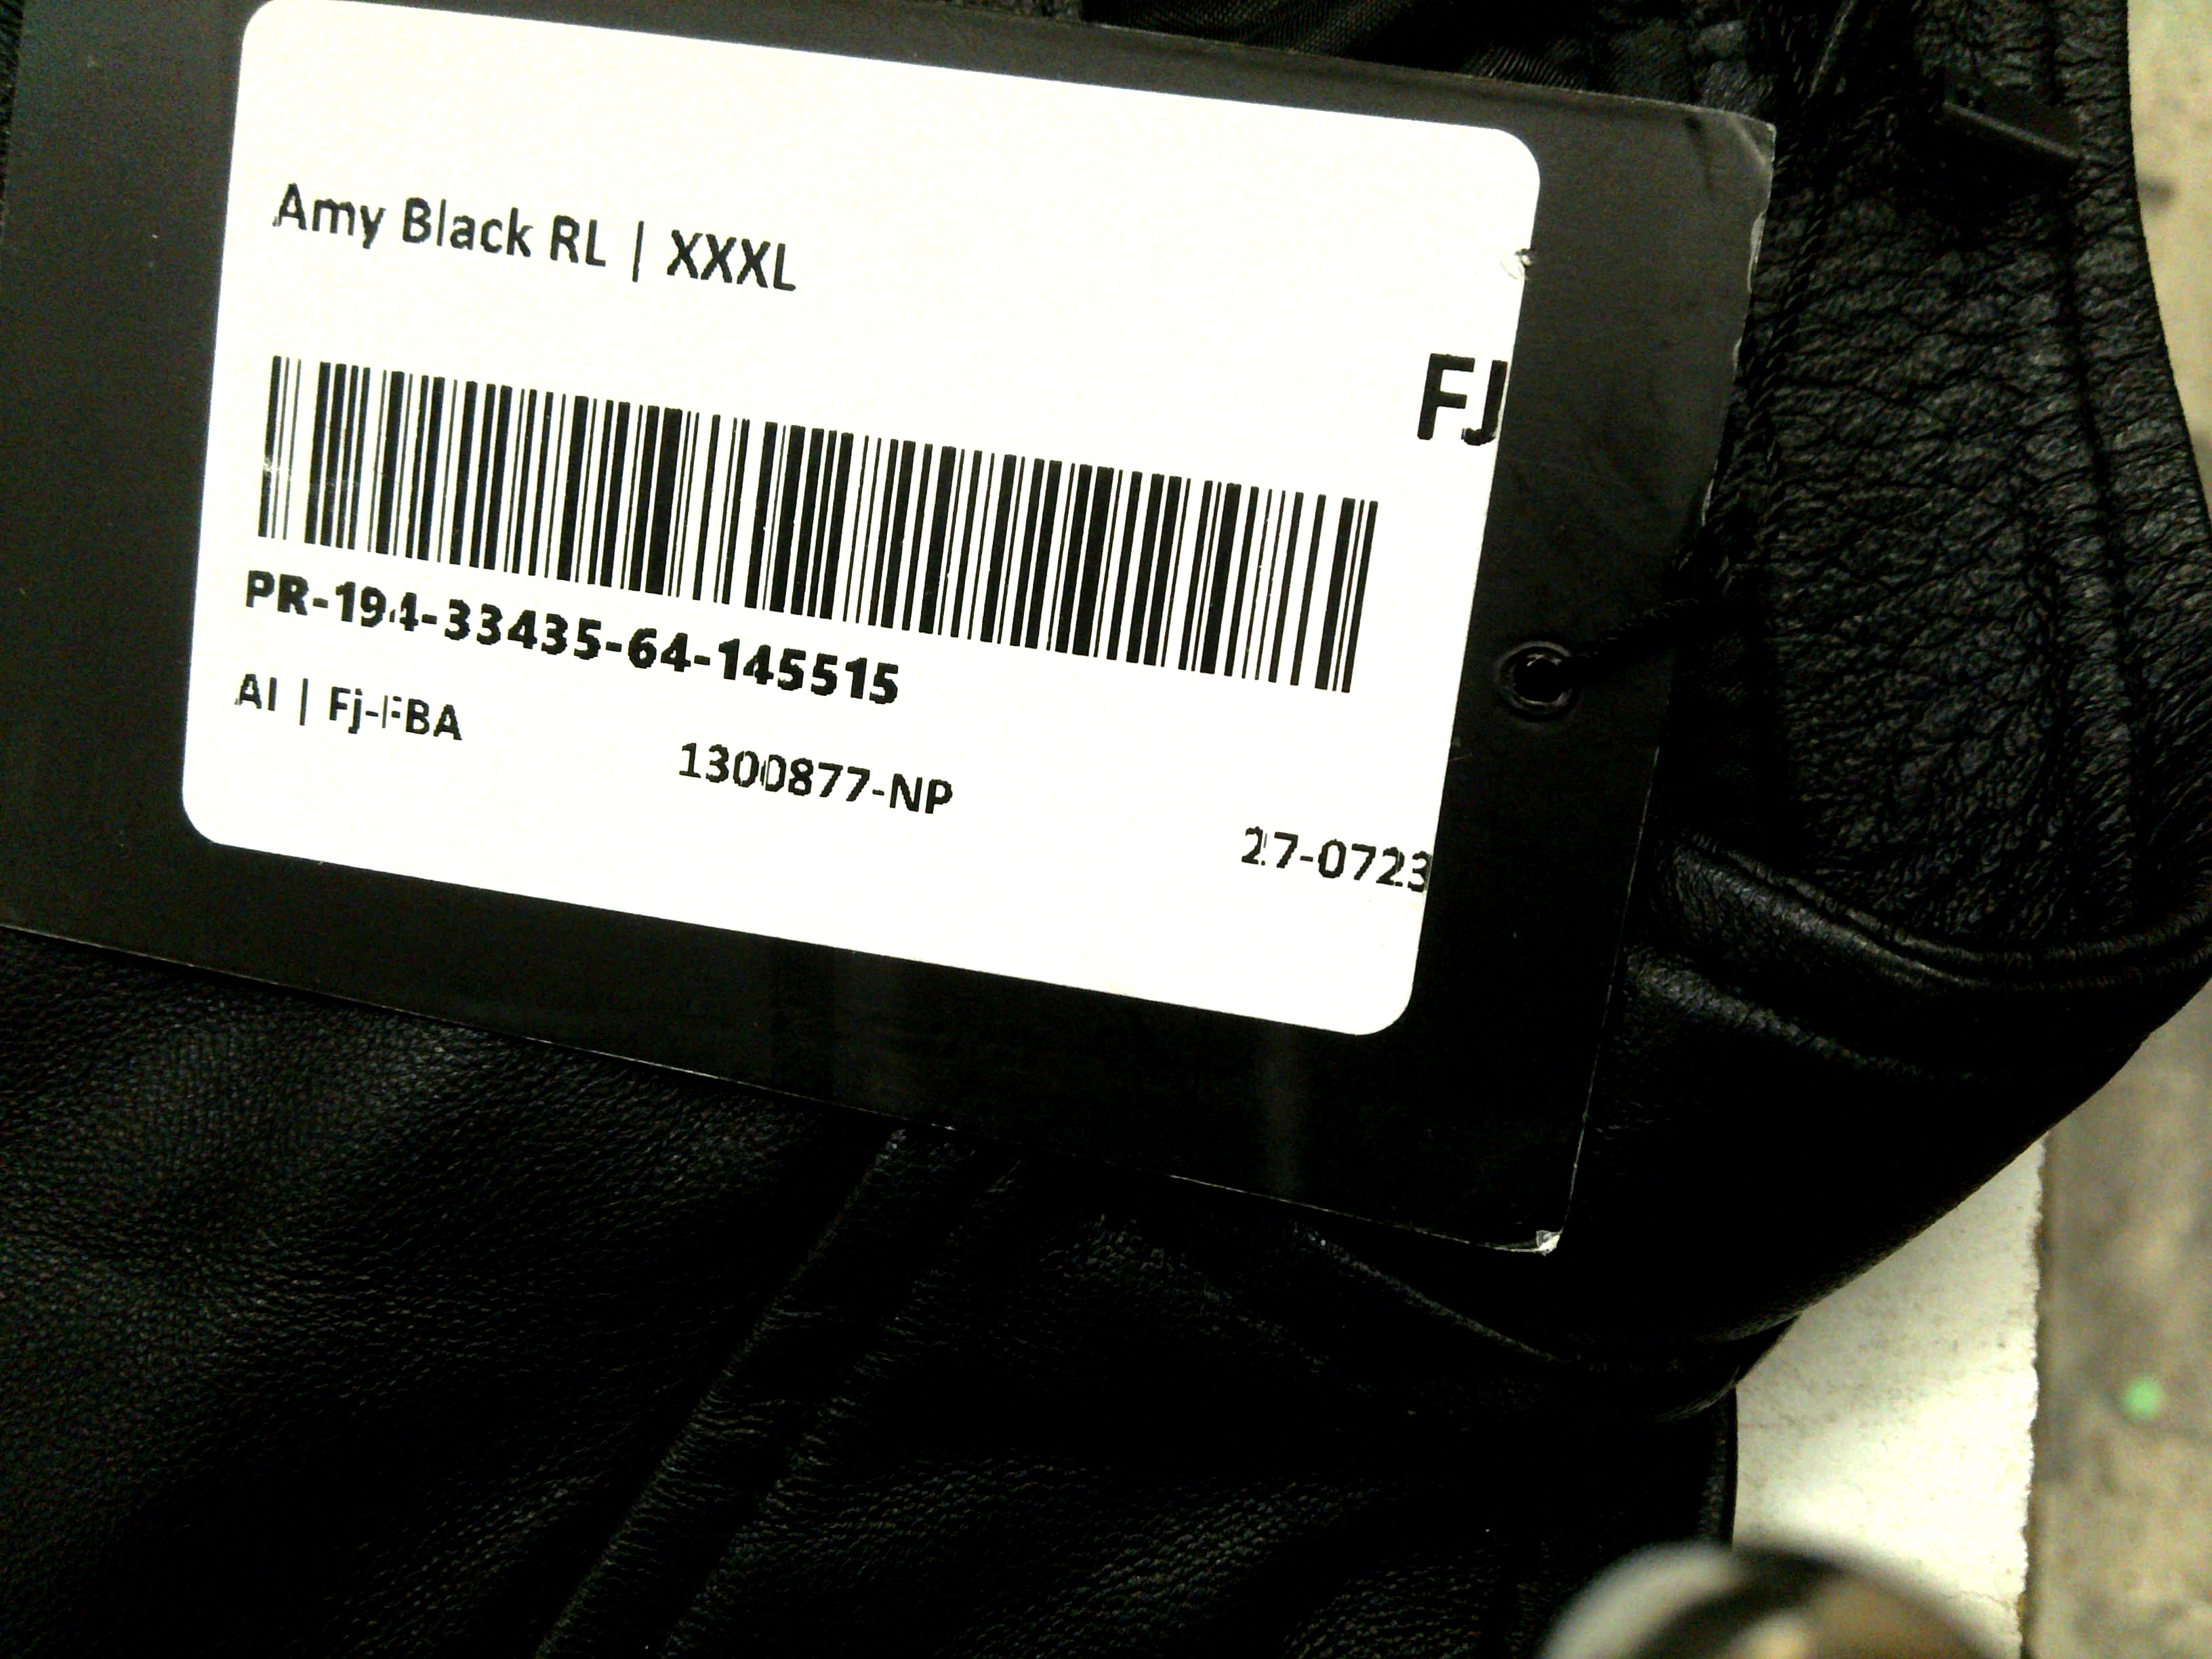 Amy Black RL | XXXL
FJ
PR-194-33435-64-145515
AI | Fj-FBA
1300877-NP
27-0723